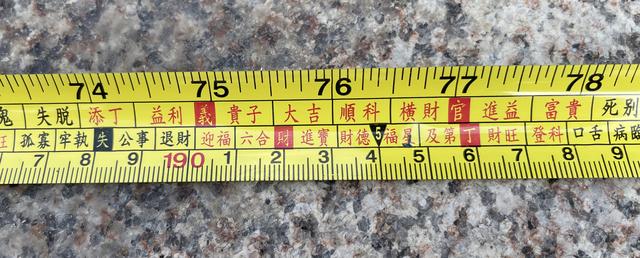 74 75 76 77 78
鬼 失脱 添丁 益利 義 貴子 大吉 順科 横財 官 進益 富貴 死别
旺 孤寡 牢執 失 公事 退財 迎福 六合 財 進寶 財德 5 福星 及第 丁 財旺 登科 口舌 病臨
7 8 9 190 1 2 3 5 6 7 8 9